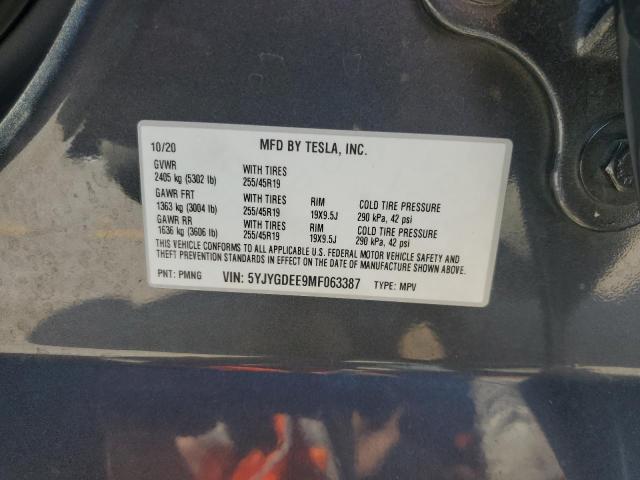 10/20 MFD BY TESLA, INC.
GVWR WITH TIRES
2405 kg (5302 lb) 255/45R19
GAWR FRT WITH TIRES RIM COLD TIRE PRESSURE
1363 kg (3004 lb) 255/45R19 19X9.5J 290 kPa, 42 psi
GAWR RR WITH TIRES RIM COLD TIRE PRESSURE
1636 kg (3606 lb) 255/45R19 19X9.5J 290 kPa, 42 psi
THIS VEHICLE CONFORMS TO ALL APPLICABLE U.S. FEDERAL MOTOR VEHICLE SAFETY AND
THEFT PREVENTION STANDARDS IN EFFECT ON THE DATE OF MANUFACTURE SHOWN ABOVE.
PNT: PMNG VIN: 5YJYGDEE9MF063387 TYPE: MPV